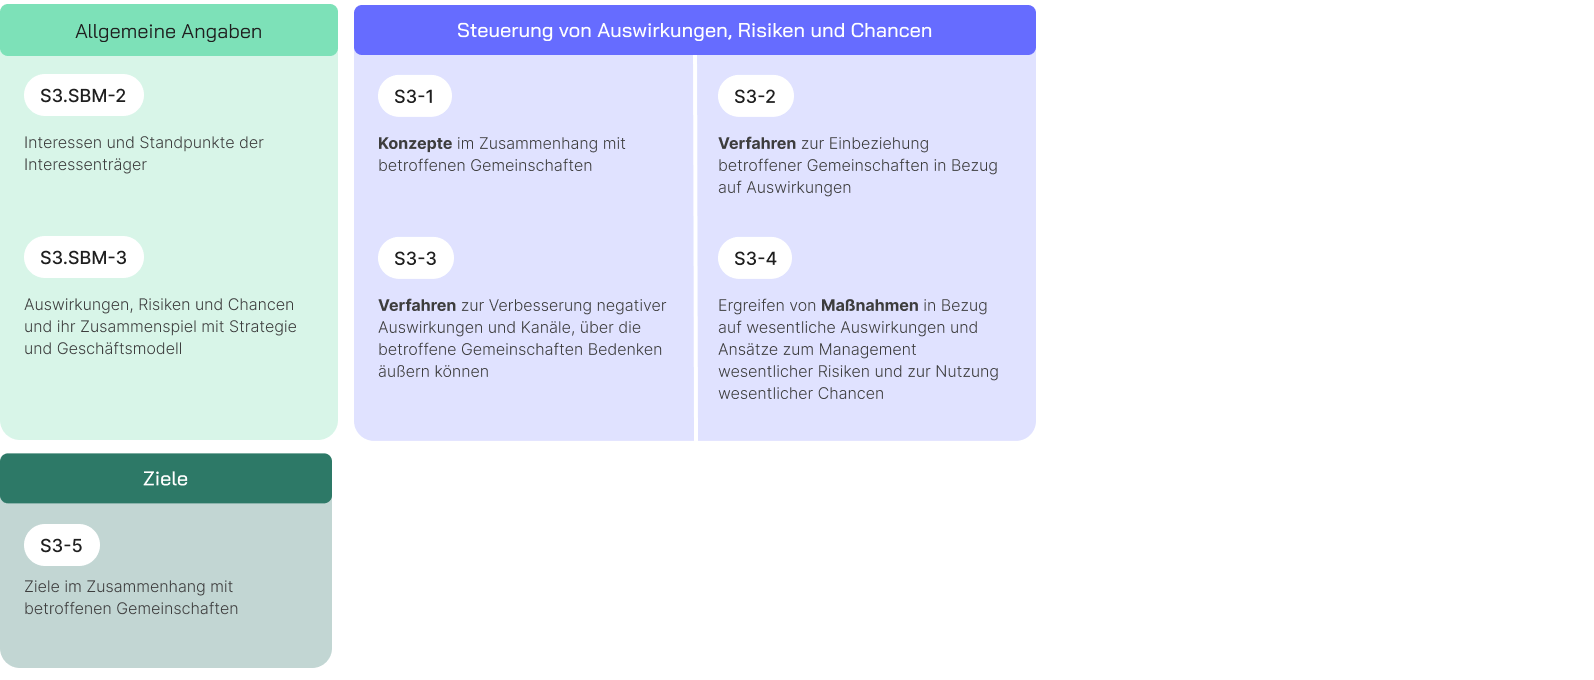 Allgemeine Angaben
S3.SBM-2
Interessen und Standpunkte der
Interessenträger
S3.SBM-3
Auswirkungen, Risiken und Chancen
und ihr Zusammenspiel mit Strategie
und Geschäftsmodell
Steuerung von Auswirkungen, Risiken und Chancen
S3-1
Konzepte im Zusammenhang mit
betroffenen Gemeinschaften
S3-2
Verfahren zur Einbeziehung
betroffener Gemeinschaften in Bezug
auf Auswirkungen
S3-3
Verfahren zur Verbesserung negativer
Auswirkungen und Kanäle, über die
betroffene Gemeinschaften Bedenken
äußern können
S3-4
Ergreifen von Maßnahmen in Bezug
auf wesentliche Auswirkungen und
Ansätze zum Management
wesentlicher Risiken und zur Nutzung
wesentlicher Chancen
Ziele
S3-5
Ziele im Zusammenhang mit
betroffenen Gemeinschaften